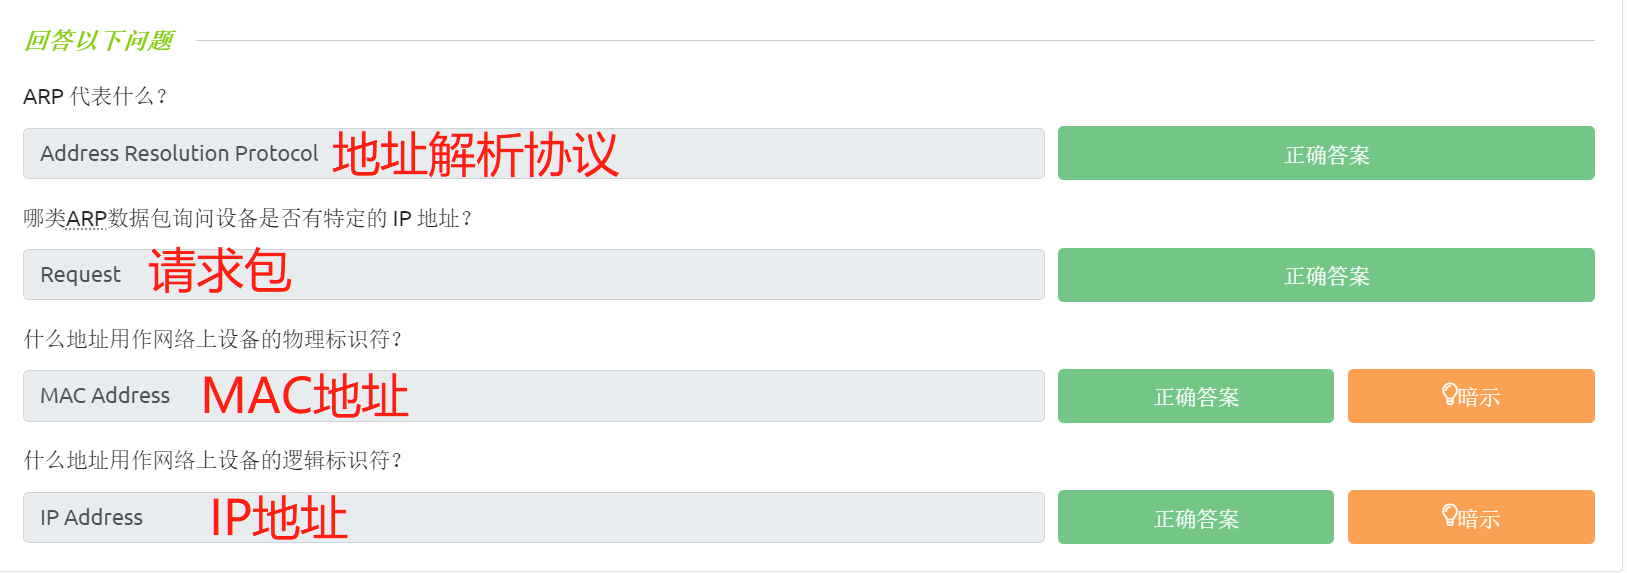 回答以下问题
ARP 代表什么？
Address Resolution Protocol 地址解析协议 正确答案
哪类ARP数据包询问设备是否有特定的 IP 地址？
Request 请求包 正确答案
什么地址用作网络上设备的物理标识符？
MAC Address MAC地址 正确答案 暗示
什么地址用作网络上设备的逻辑标识符？
IP Address IP地址 正确答案 暗示